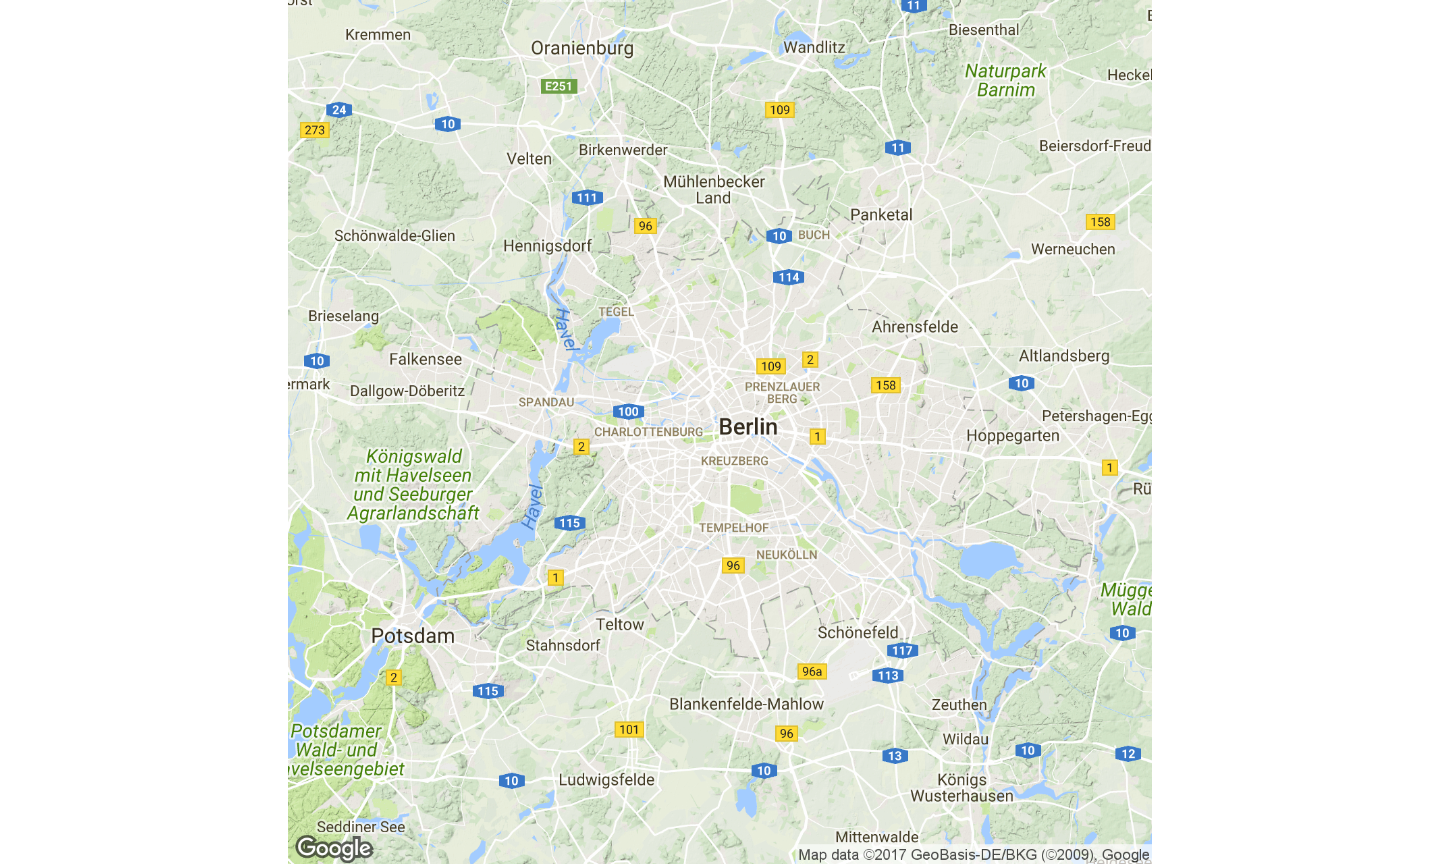 11
Kremmen
Biesenthal
Oranienburg
Wandlitz
Naturpark
Barnim
Heckel
E251
24
109
10
273
11
Beiersdorf-Freud
Velten
Birkenwerder
Mühlenbecker
Land
111
Panketal
158
96
Schönwalde-Glien
Hennigsdorf
10
BUCH
Werneuchen
114
Brieselang
Havel
TEGEL
Ahrensfelde
10
Falkensee
109
2
Altlandsberg
ermark
Dallgow-Döberitz
PRENZLAUER
BERG
158
10
SPANDAU
100
Petershagen-Egg
CHARLOTTENBURG
Berlin
1
Hoppegarten
2
Königswald
mit Havelseen
und Seeburger
Agrarlandschaft
KREUZBERG
1
Rü
Havel
115
TEMPELHOF
NEUKÖLLN
96
1
Mügge
Wald
Potsdam
Teltow
Schönefeld
10
Stahnsdorf
117
2
96a
113
115
Blankenfelde-Mahlow
Zeuthen
Potsdamer
Wald- und
avelseengebiet
101
96
Wildau
13
10
12
10
Ludwigsfelde
10
Königs
Wusterhausen
Seddiner See
Mittenwalde
Google
Map data ©2017 GeoBasis-DE/BKG (©2009), Google